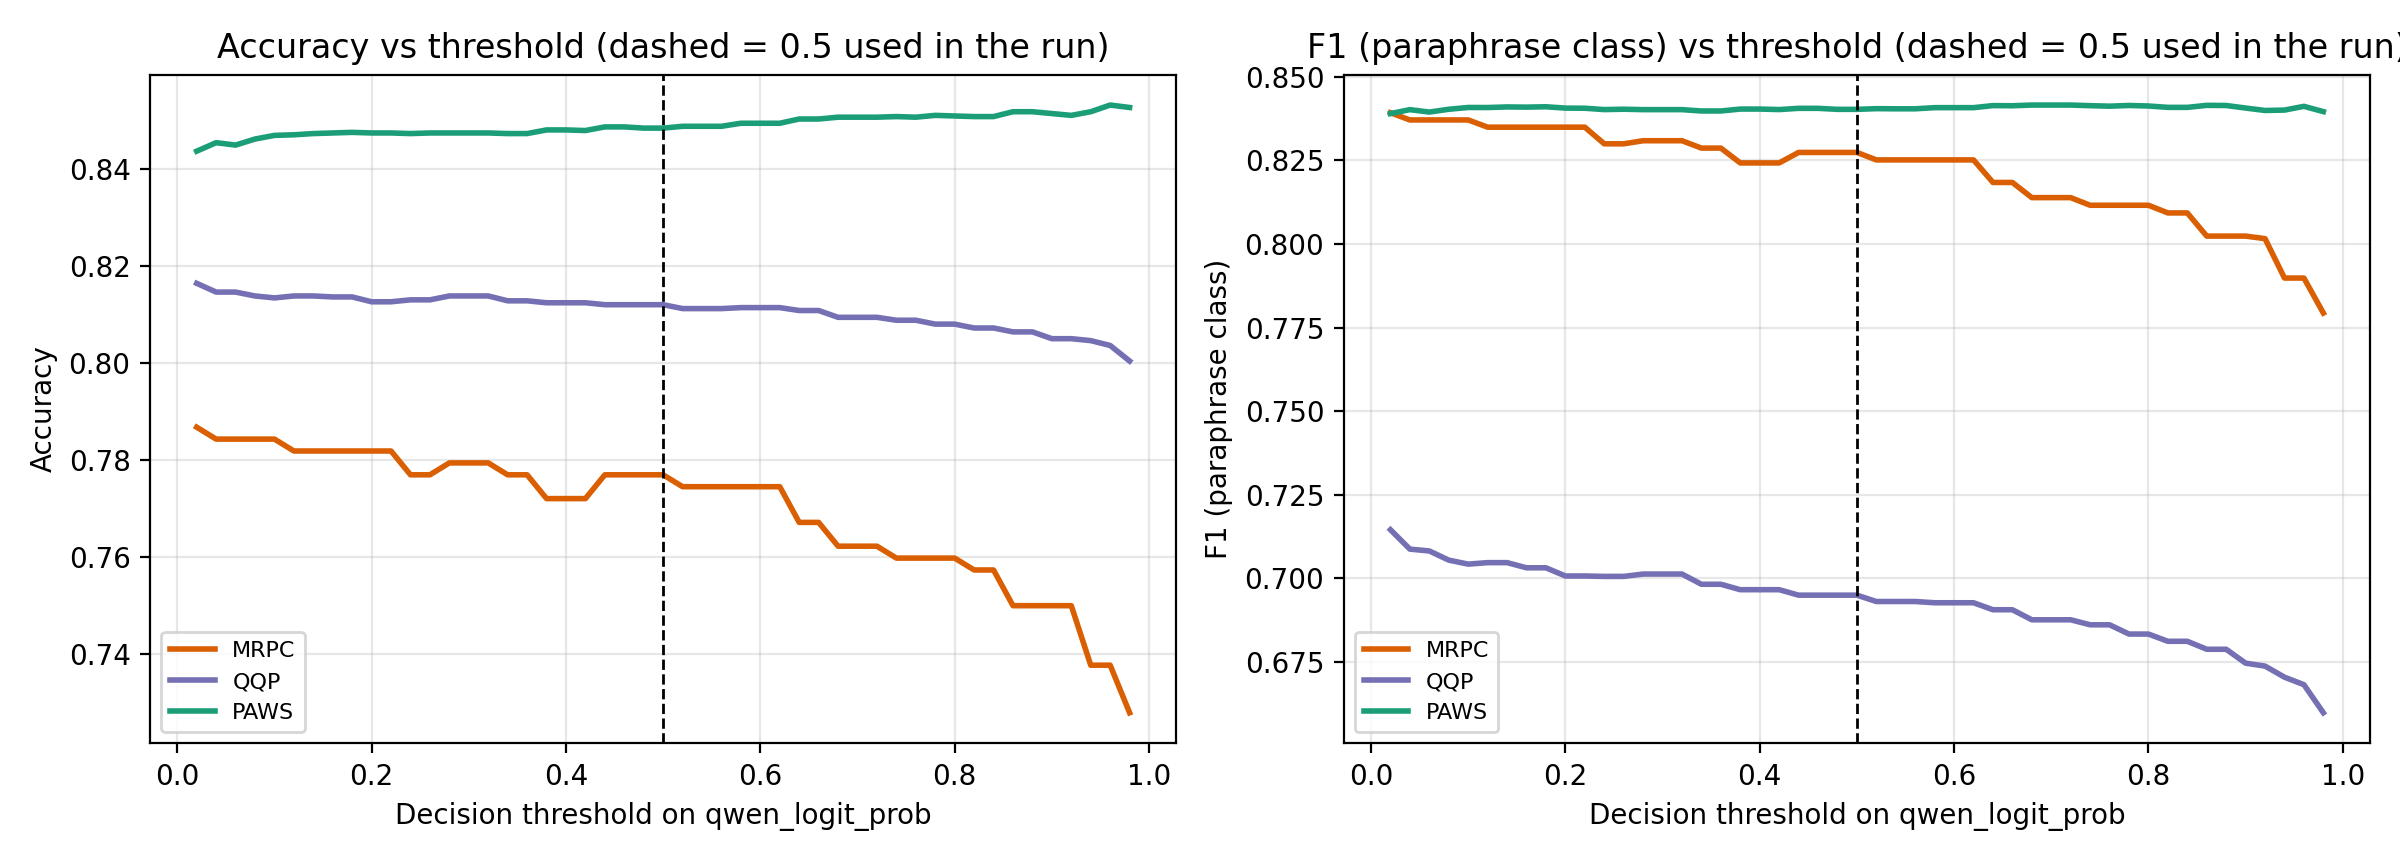 Accuracy vs threshold (dashed = 0.5 used in the run)
Accuracy
0.84
0.82
0.80
0.78
0.76
0.74
MRPC
QQP
PAWS
0.0 0.2 0.4 0.6 0.8 1.0
Decision threshold on qwen_logit_prob
F1 (paraphrase class) vs threshold (dashed = 0.5 used in the run)
F1 (paraphrase class)
0.850
0.825
0.800
0.775
0.750
0.725
0.700
0.675
MRPC
QQP
PAWS
0.0 0.2 0.4 0.6 0.8 1.0
Decision threshold on qwen_logit_prob